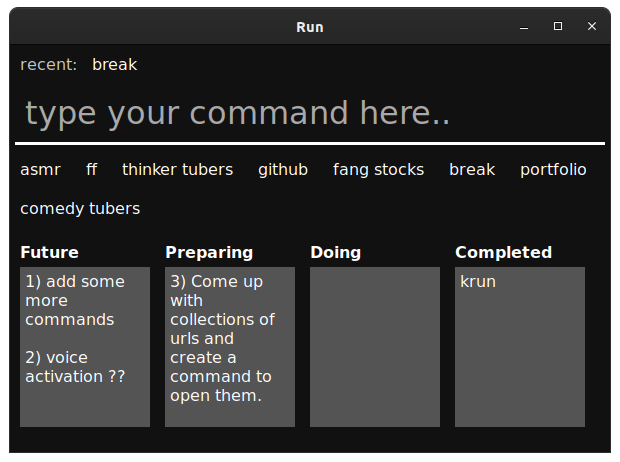 Run
recent: break
type your command here..
asmr ff thinker tubers github fang stocks break portfolio
comedy tubers
Future Preparing Doing Completed
1) add some
more
commands
2) voice
activation ??
3) Come up
with
collections of
urls and
create a
command to
open them.
krun